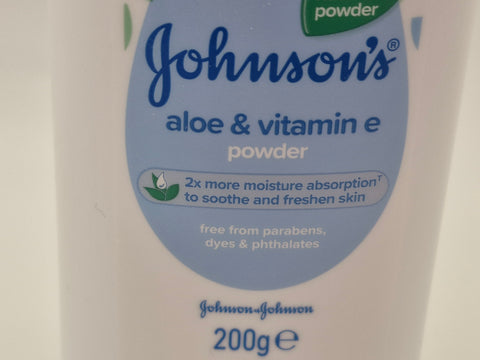 powder
Johnson's®
aloe & vitamin e
powder
2x more moisture absorption†
to soothe and freshen skin
free from parabens,
dyes & phthalates
Johnson & Johnson
200g ℮